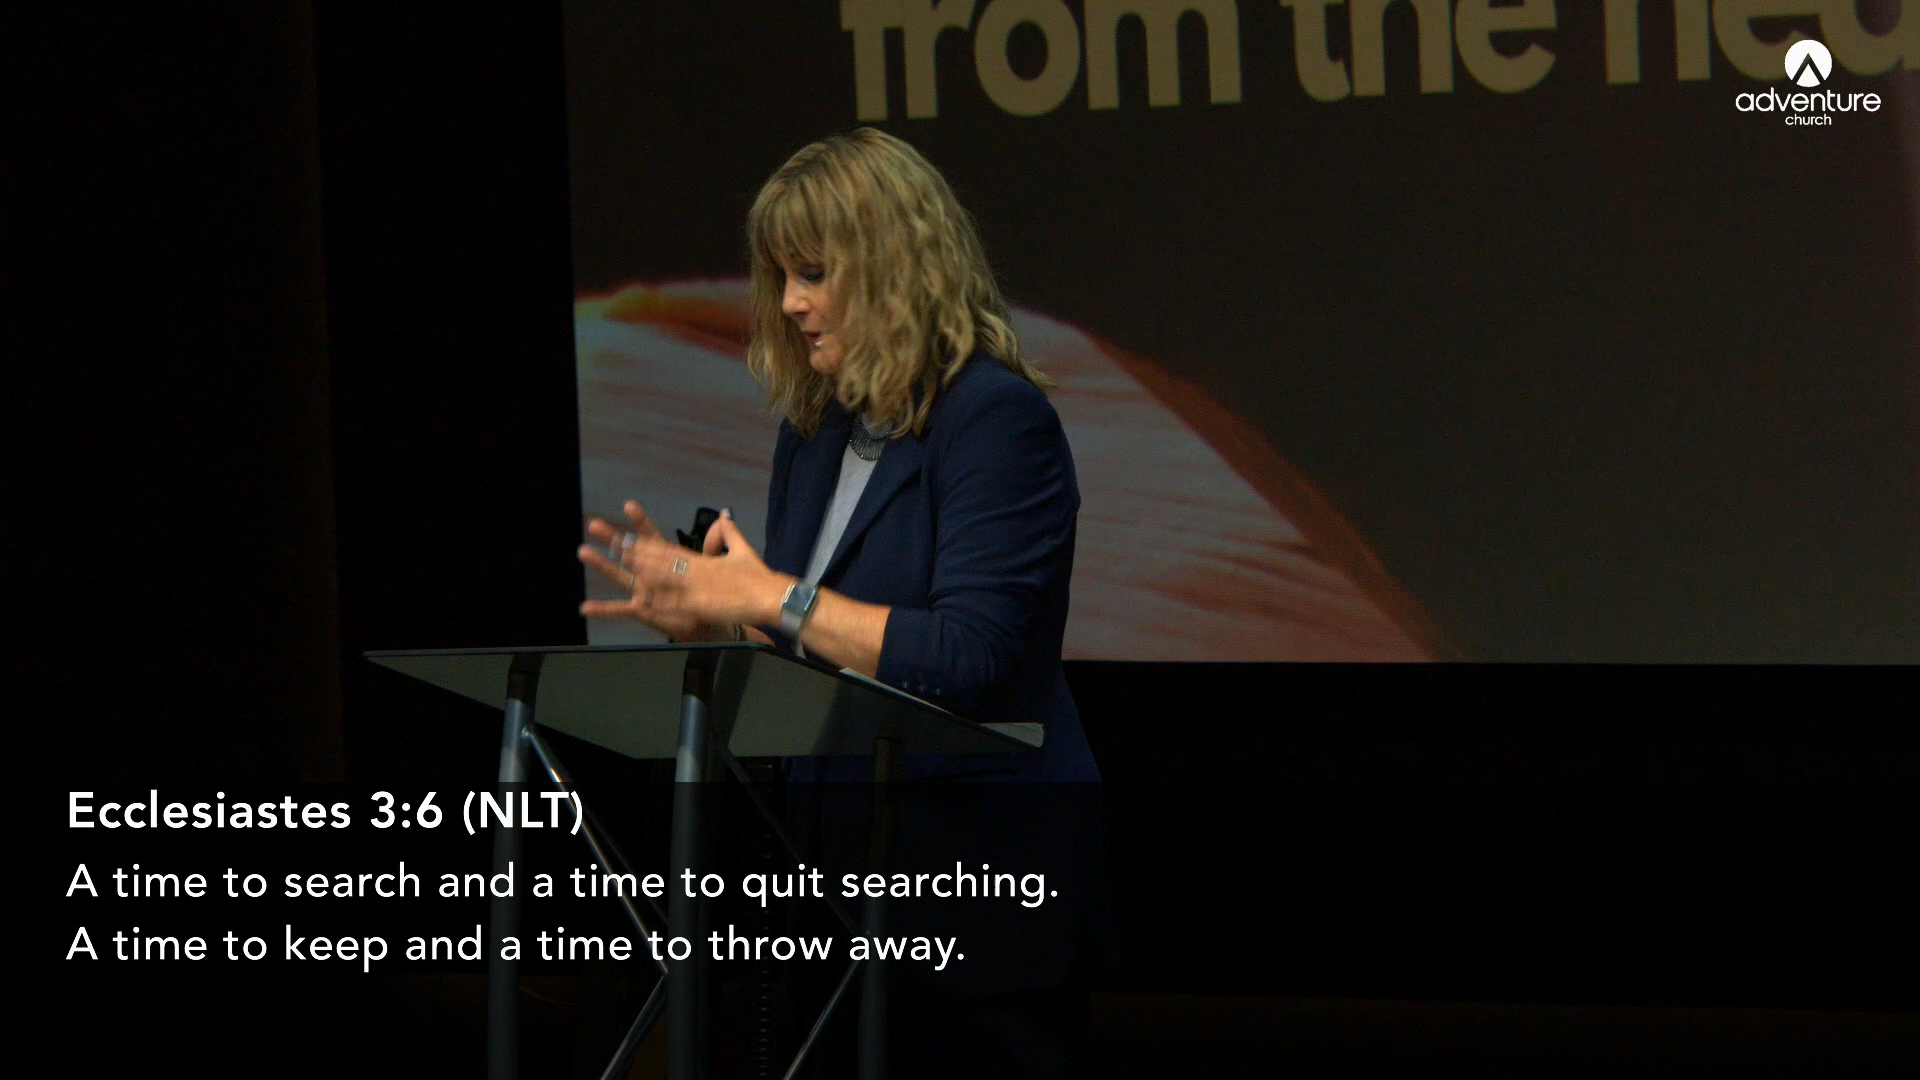 from the
adventure
church
Ecclesiastes 3:6 (NLT)
A time to search and a time to quit searching.
A time to keep and a time to throw away.